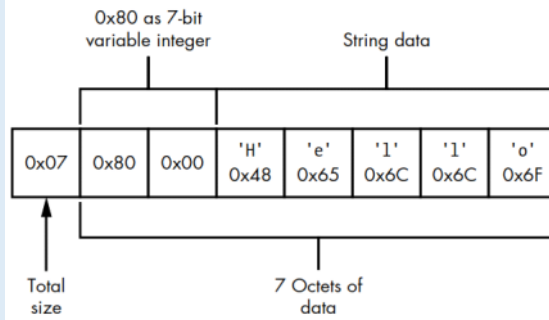 0x80 as 7-bit
variable integer
String data
0x07
0x80
0x00
'H'
0x48
'e'
0x65
'l'
0x6C
'l'
0x6C
'o'
0x6F
Total
size
7 Octets of
data